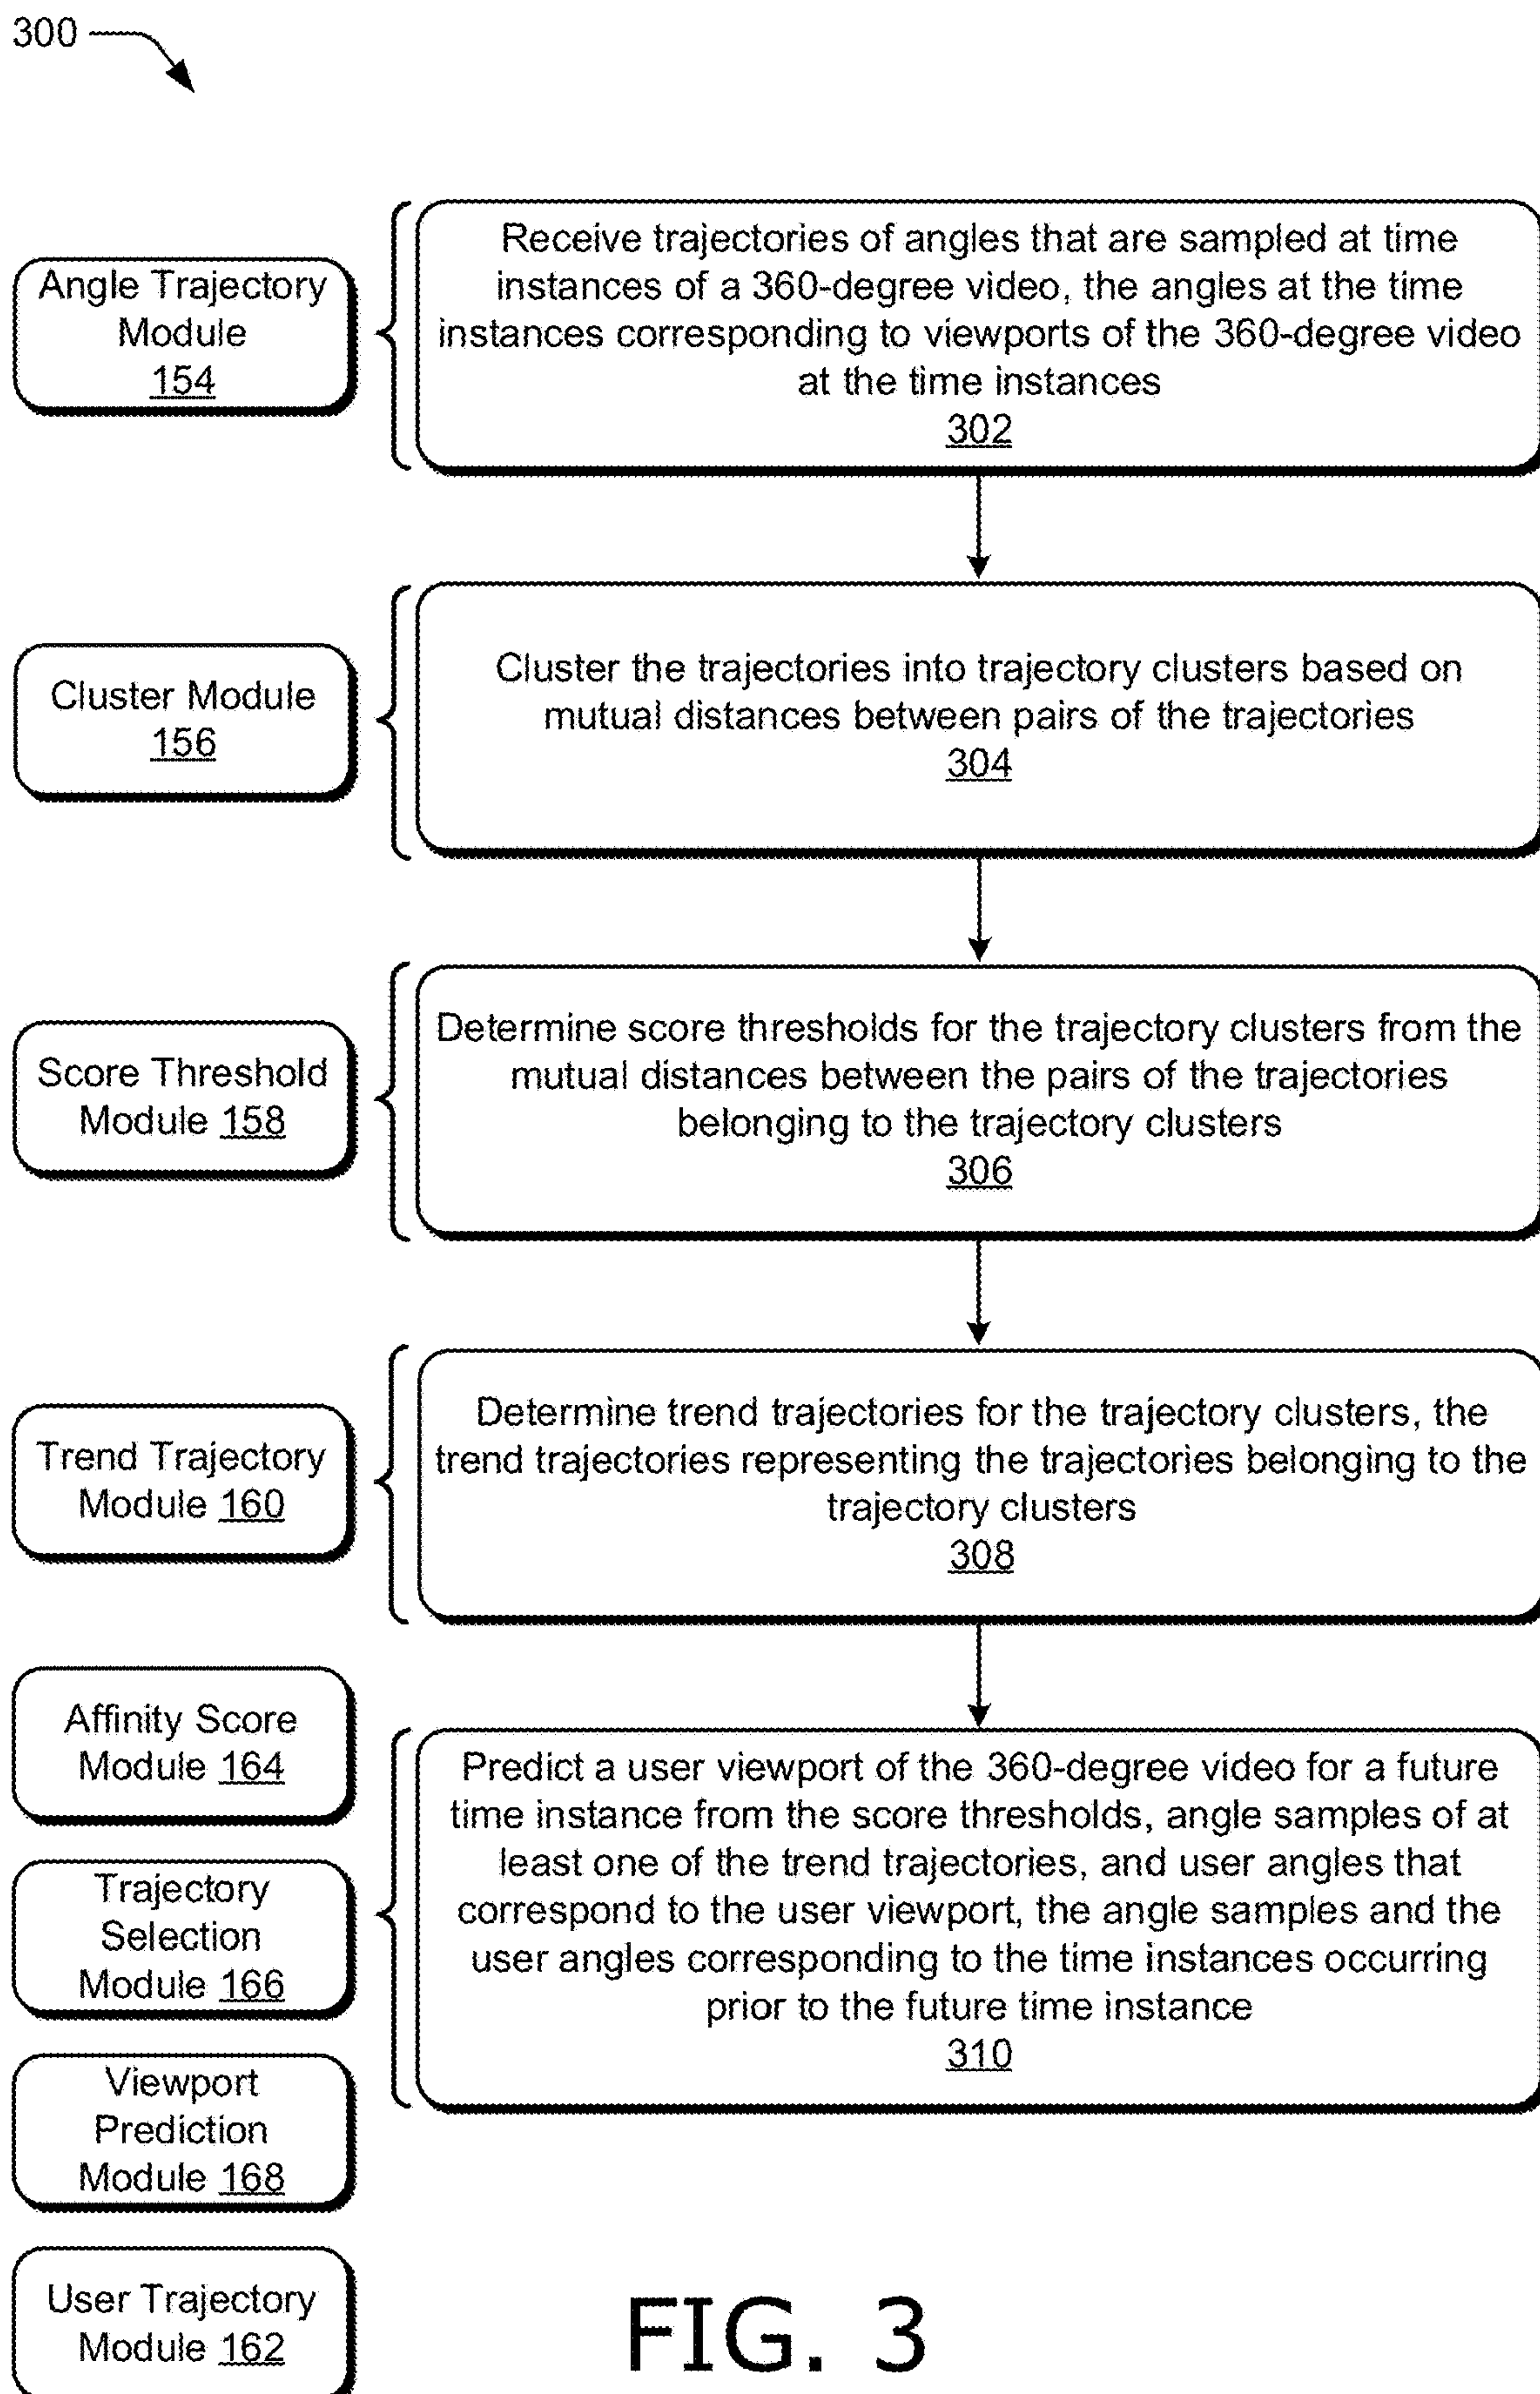 300
Angle Trajectory
Module
154
Receive trajectories of angles that are sampled at time
instances of a 360-degree video, the angles at the time
instances corresponding to viewports of the 360-degree video
at the time instances
302
Cluster Module
156
Cluster the trajectories into trajectory clusters based on
mutual distances between pairs of the trajectories
304
Score Threshold
Module 158
Determine score thresholds for the trajectory clusters from the
mutual distances between the pairs of the trajectories
belonging to the trajectory clusters
306
Trend Trajectory
Module 160
Determine trend trajectories for the trajectory clusters, the
trend trajectories representing the trajectories belonging to the
trajectory clusters
308
Affinity Score
Module 164
Trajectory
Selection
Module 166
Viewport
Prediction
Module 168
User Trajectory
Module 162
Predict a user viewport of the 360-degree video for a future
time instance from the score thresholds, angle samples of at
least one of the trend trajectories, and user angles that
correspond to the user viewport, the angle samples and the
user angles corresponding to the time instances occurring
prior to the future time instance
310
FIG. 3